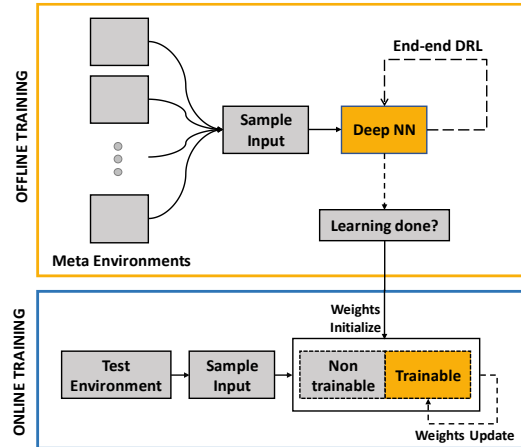 OFFLINE TRAINING
End-end DRL
Sample
Input
Deep NN
Learning done?
Meta Environments
ONLINE TRAINING
Weights
Initialize
Test
Environment
Sample
Input
Non
trainable
Trainable
Weights Update